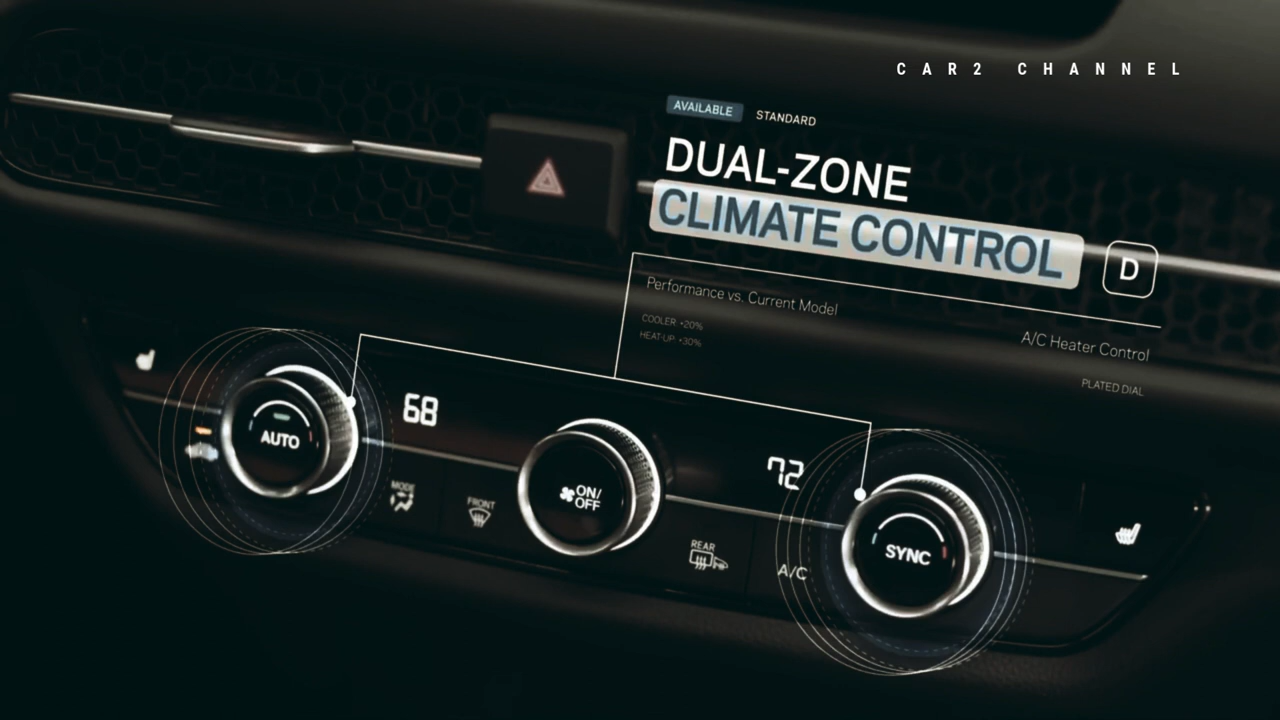 CAR2 CHANNEL
AVAILABLE STANDARD
DUAL-ZONE
CLIMATE CONTROL
D
Performance vs. Current Model
COOLER: +20%
HEAT-UP: +30%
A/C Heater Control
PLATED DIAL
AUTO
68
MODE
FRONT
ON/
OFF
72
REAR
A/C
SYNC